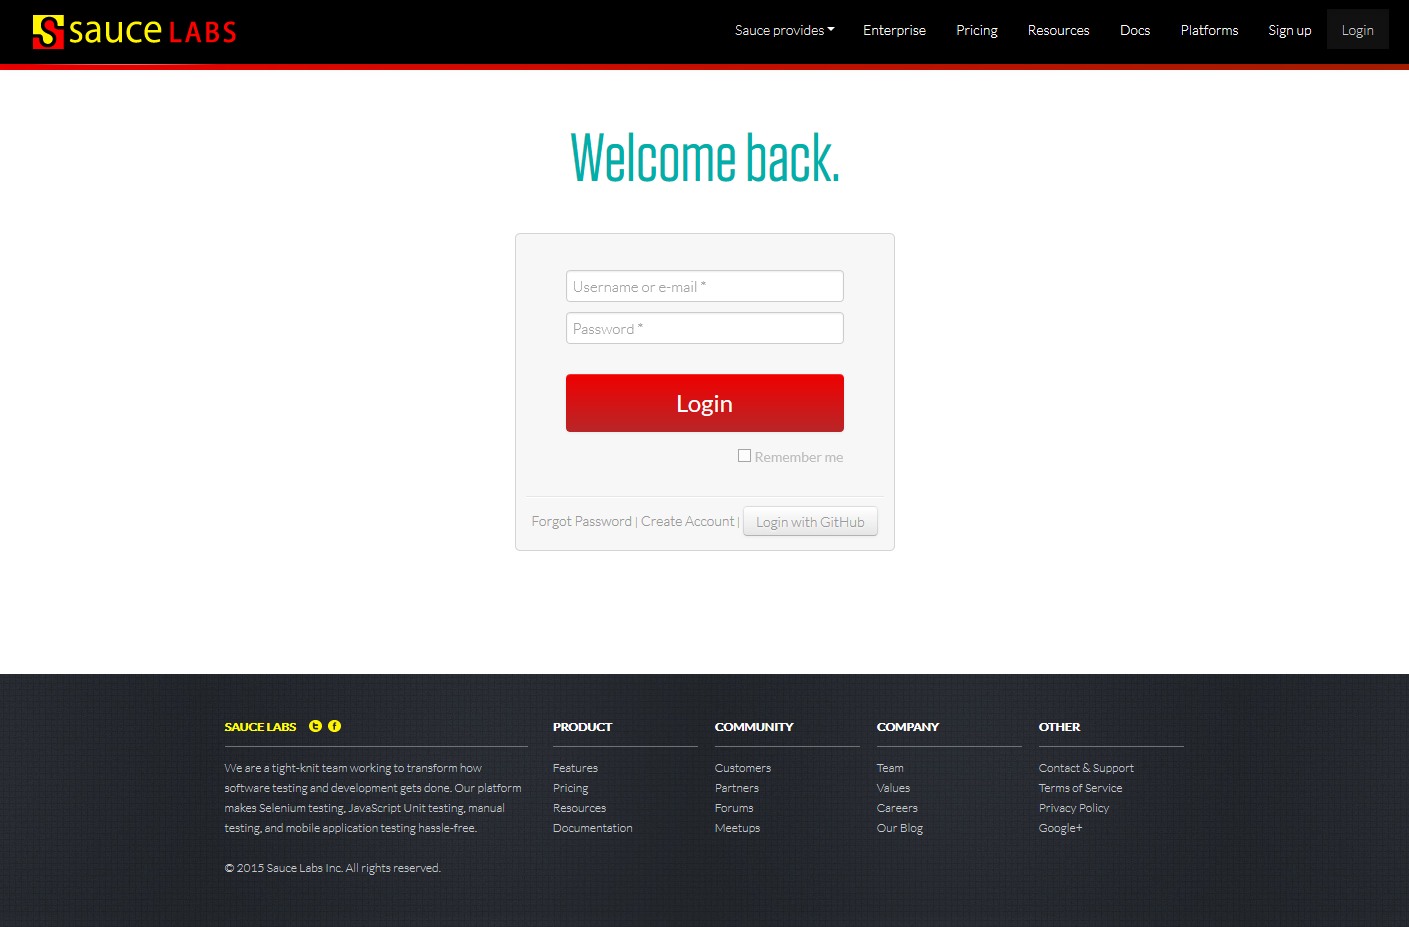 sauce LABS
Sauce provides Enterprise Pricing Resources Docs Platforms Sign up Login
Welcome back.
Username or e-mail *
Password *
Login
Remember me
Forgot Password | Create Account | Login with GitHub
SAUCE LABS
We are a tight-knit team working to transform how
software testing and development gets done. Our platform
makes Selenium testing, JavaScript Unit testing, manual
testing, and mobile application testing hassle-free.
© 2015 Sauce Labs Inc. All rights reserved.
PRODUCT
Features
Pricing
Resources
Documentation
COMMUNITY
Customers
Partners
Forums
Meetups
COMPANY
Team
Values
Careers
Our Blog
OTHER
Contact & Support
Terms of Service
Privacy Policy
Google+